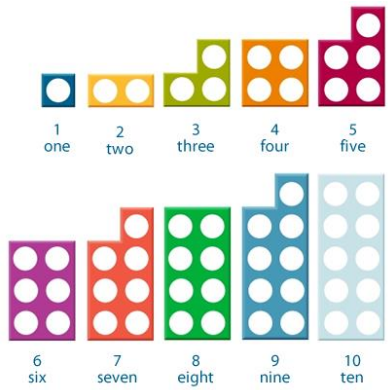 1 2 3 4 5
one two three four five
6 7 8 9 10
six seven eight nine ten